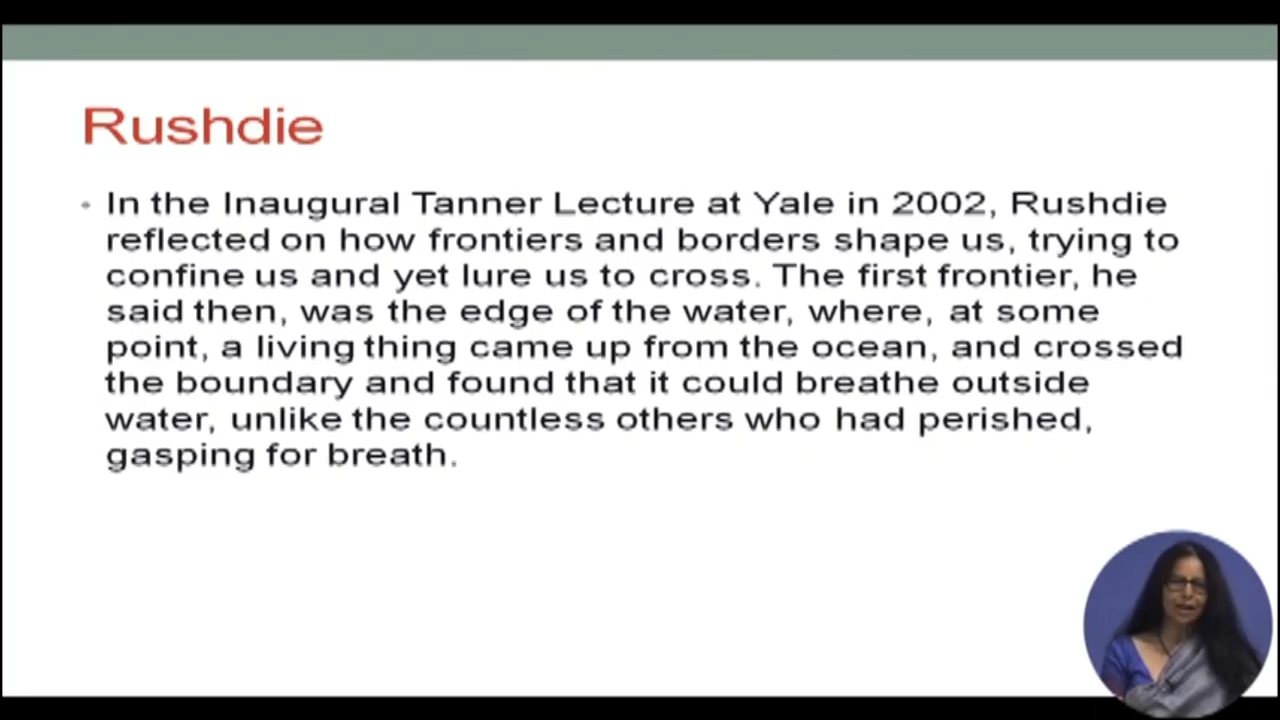 Rushdie
• In the Inaugural Tanner Lecture at Yale in 2002, Rushdie
reflected on how frontiers and borders shape us, trying to
confine us and yet lure us to cross. The first frontier, he
said then, was the edge of the water, where, at some
point, a living thing came up from the ocean, and crossed
the boundary and found that it could breathe outside
water, unlike the countless others who had perished,
gasping for breath.